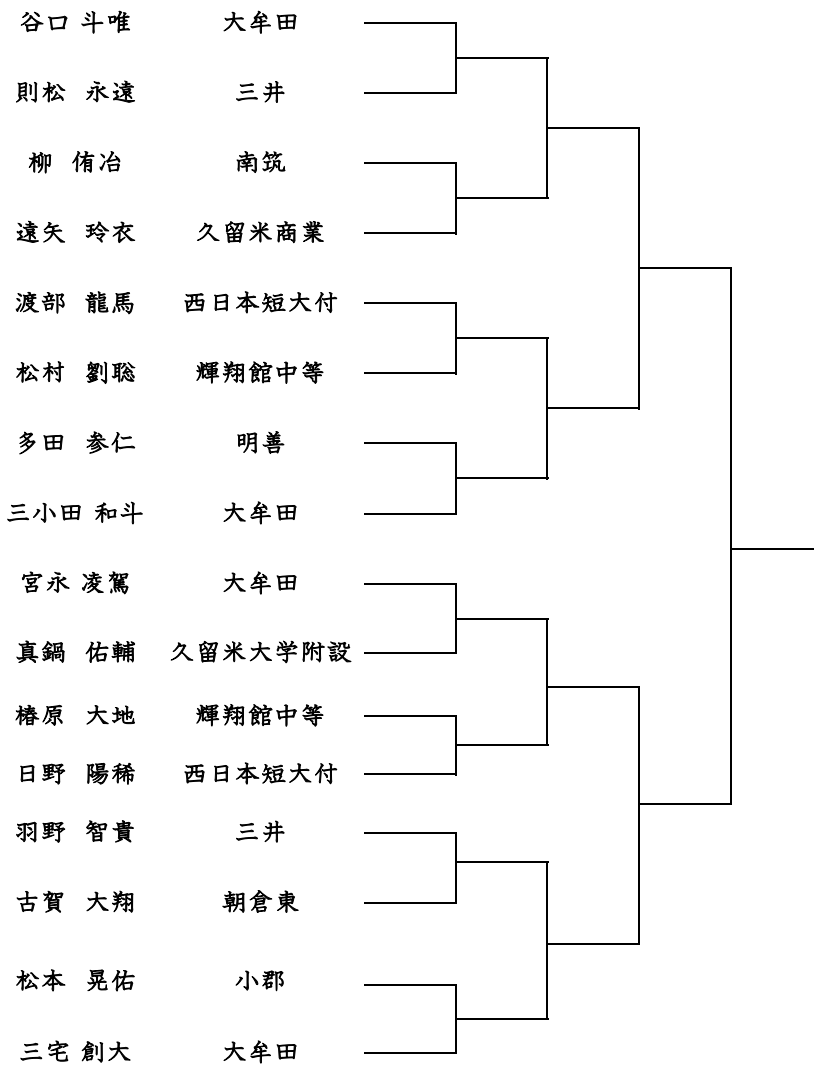 谷口 斗唯 大牟田
則松 永遠 三井
柳 侑冶 南筑
遠矢 玲衣 久留米商業
渡部 龍馬 西日本短大付
松村 劉聡 輝翔館中等
多田 参仁 明善
三小田 和斗 大牟田
宮永 凌駕 大牟田
真鍋 佑輔 久留米大学附設
椿原 大地 輝翔館中等
日野 陽稀 西日本短大付
羽野 智貴 三井
古賀 大翔 朝倉東
松本 晃佑 小郡
三宅 創大 大牟田